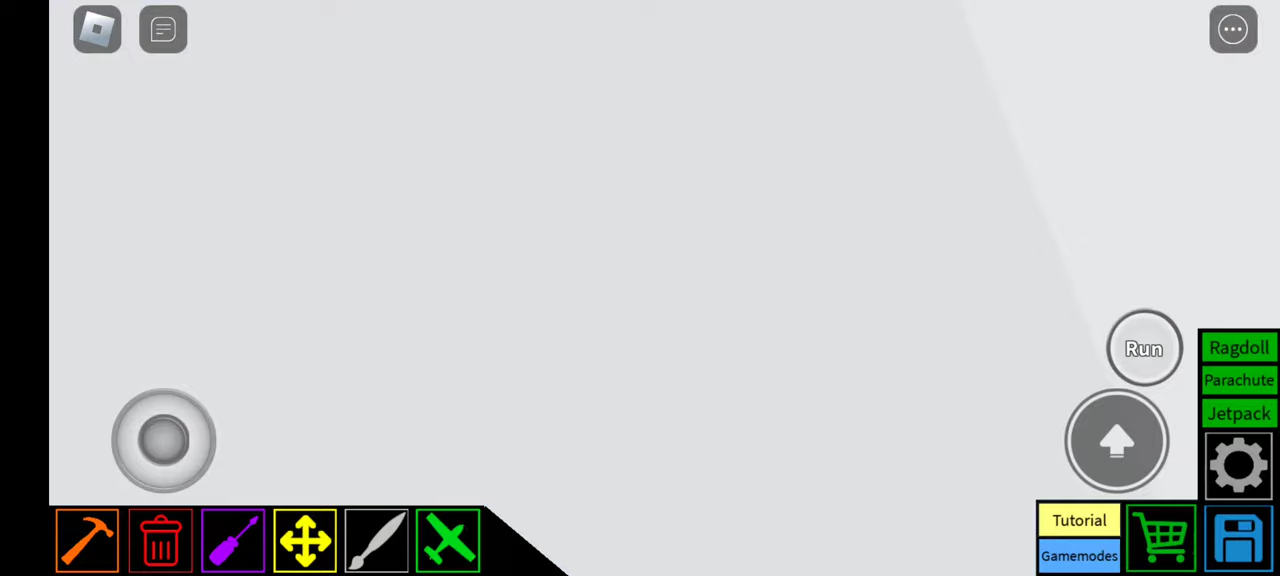 Run
Ragdoll
Parachute
Jetpack
Tutorial
Gamemodes